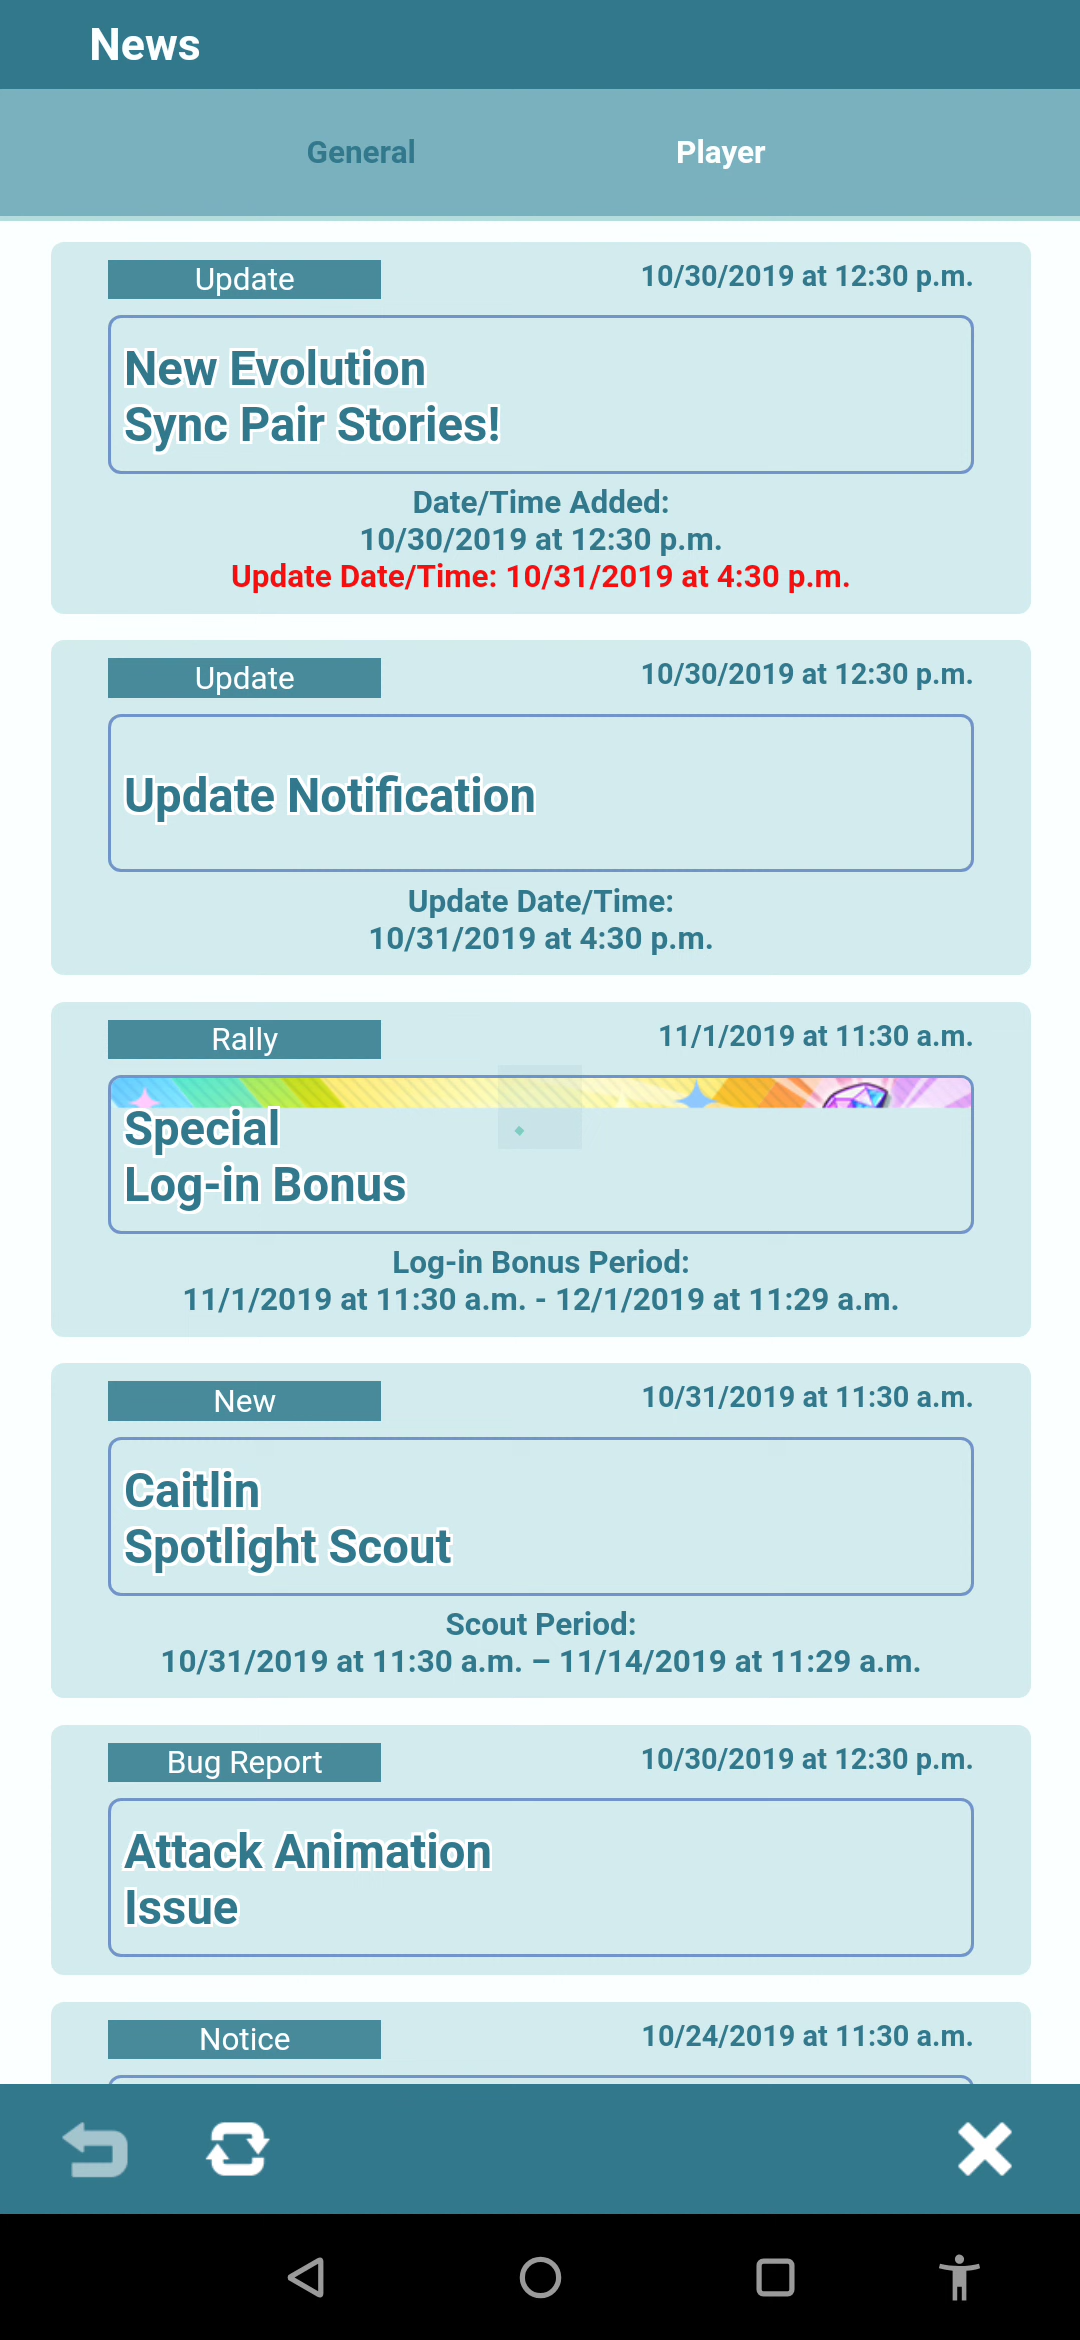 News
General
Player
Update
10/30/2019 at 12:30 p.m.
New Evolution
Sync Pair Stories!
Date/Time Added:
10/30/2019 at 12:30 p.m.
Update Date/Time: 10/31/2019 at 4:30 p.m.
Update
10/30/2019 at 12:30 p.m.
Update Notification
Update Date/Time:
10/31/2019 at 4:30 p.m.
Rally
11/1/2019 at 11:30 a.m.
Special
Log-in Bonus
Log-in Bonus Period:
11/1/2019 at 11:30 a.m. - 12/1/2019 at 11:29 a.m.
New
10/31/2019 at 11:30 a.m.
Caitlin
Spotlight Scout
Scout Period:
10/31/2019 at 11:30 a.m. – 11/14/2019 at 11:29 a.m.
Bug Report
10/30/2019 at 12:30 p.m.
Attack Animation
Issue
Notice
10/24/2019 at 11:30 a.m.